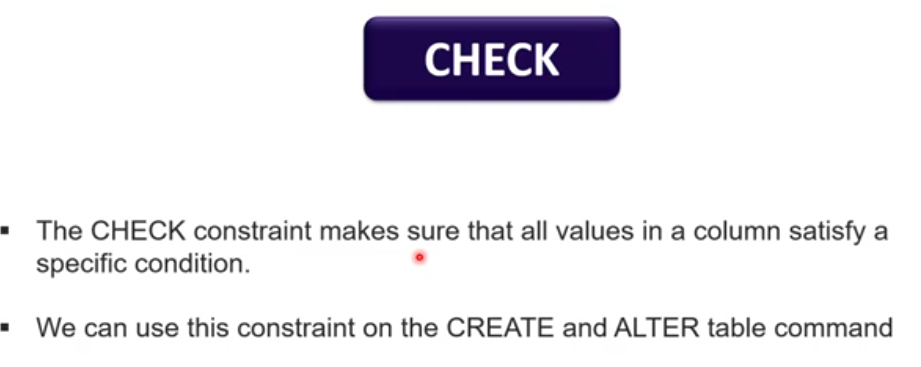 CHECK
▪ The CHECK constraint makes sure that all values in a column satisfy a
specific condition.
▪ We can use this constraint on the CREATE and ALTER table command